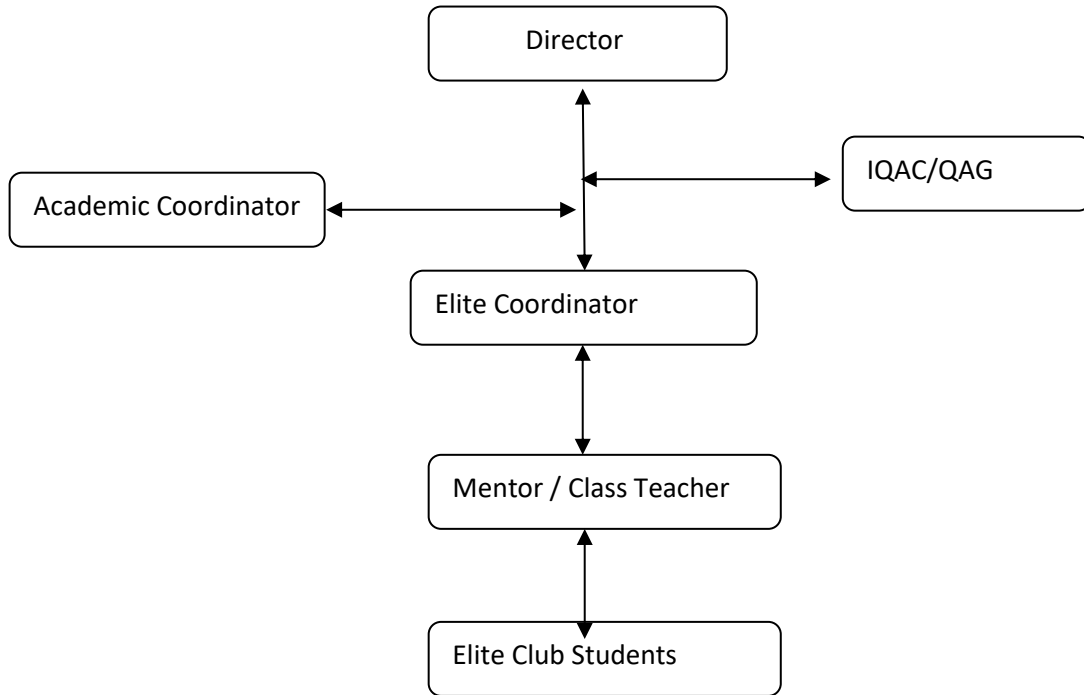 Director
IQAC/QAG
Academic Coordinator
Elite Coordinator
Mentor / Class Teacher
Elite Club Students